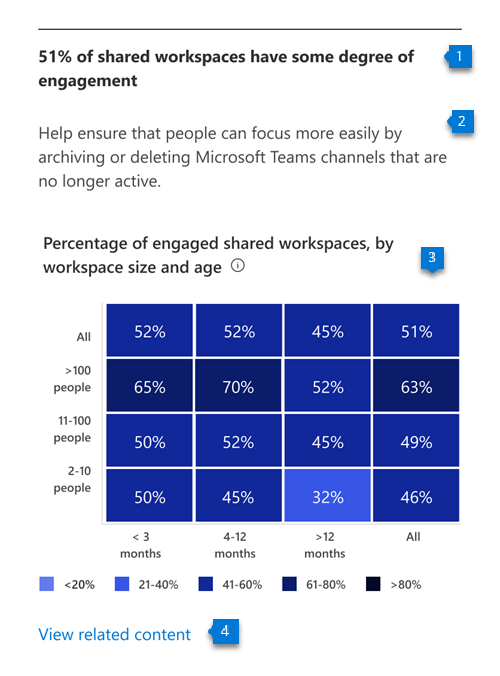 51% of shared workspaces have some degree of
engagement
1
Help ensure that people can focus more easily by
archiving or deleting Microsoft Teams channels that are
no longer active.
2
Percentage of engaged shared workspaces, by
workspace size and age
3
All 52% 52% 45% 51%
>100
people 65% 70% 52% 63%
11-100
people 50% 52% 45% 49%
2-10
people 50% 45% 32% 46%
< 3 4-12 >12 All
months months months
<20% 21-40% 41-60% 61-80% >80%
View related content 4